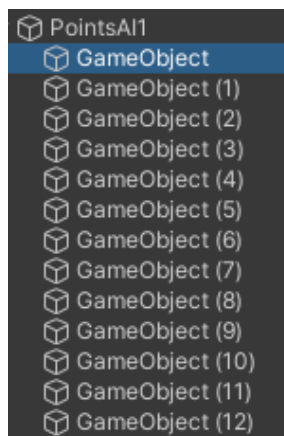 PointsAI1
GameObject
GameObject (1)
GameObject (2)
GameObject (3)
GameObject (4)
GameObject (5)
GameObject (6)
GameObject (7)
GameObject (8)
GameObject (9)
GameObject (10)
GameObject (11)
GameObject (12)